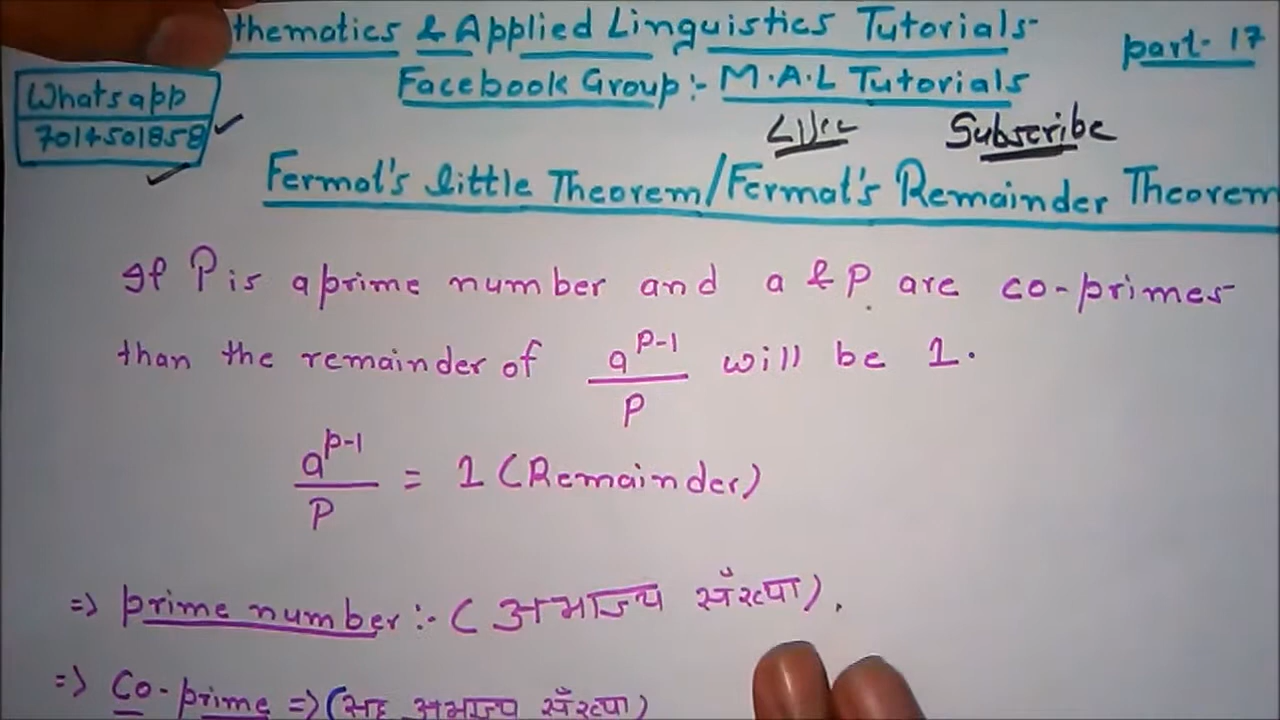 thematics & Applied Linguistics Tutorials-
part- 17
Facebook Group:- M.A.L Tutorials
Whatsapp
7014501858
Like Subscribe
Fermat's little Theorem/Fermat's Remainder Theorem
If P is a prime number and a & P are co-primes
than the remainder of a^{P-1}/P will be 1.
a^{P-1}/P = 1 (Remainder)
=> prime number:- (अभाज्य सँख्या).
=> Co-prime => (सह अभाज्य सँख्या)